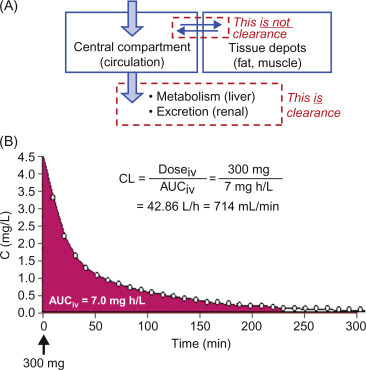 (A)
This is not
clearance
Central compartment
(circulation)
Tissue depots
(fat, muscle)
• Metabolism (liver)
• Excretion (renal)
This is
clearance
(B)
CL = Doseiv / AUCiv = 300 mg / 7 mg h/L
= 42.86 L/h = 714 mL/min
C (mg/L)
4.5
4.0
3.5
3.0
2.5
2.0
1.5
1.0
0.5
0.0
AUCiv = 7.0 mg h/L
0 50 100 150 200 250 300
Time (min)
300 mg